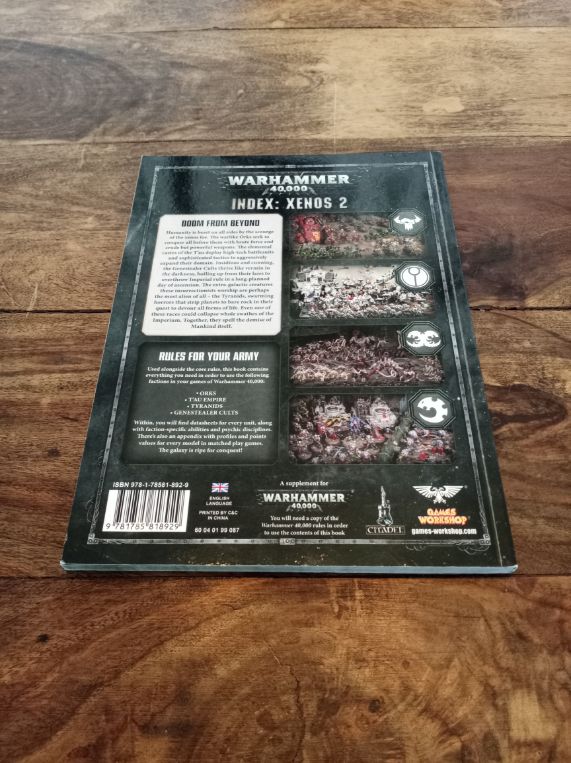 WARHAMMER
40,000
INDEX: XENOS 2
DOOM FROM BEYOND
Humanity is beset on all sides by the scourge
of the xenos foe. The warlike Orks seek to
conquer all before them with brute force and
crude but powerful weapons. The elemental
castes of the T'au deploy high-tech battlesuits
and sophisticated tactics to aggressively
expand their domain. Insidious and cunning,
the Genestealer Cults thrive like vermin in
the darkness, boiling up from their lairs to
overthrow Imperial rule in a long-planned
day of ascension. The extra-galactic creatures
these insurrectionists worship are perhaps
the most alien of all – the Tyranids, swarming
horrors that strip planets to bare rock in their
quest to devour all forms of life. Even one of
these races could collapse whole swathes of the
Imperium. Together, they spell the demise of
Mankind itself.
RULES FOR YOUR ARMY
Used alongside the core rules, this book contains
everything you need in order to use the following
factions in your games of Warhammer 40,000:
• ORKS
• T'AU EMPIRE
• TYRANIDS
• GENESTEALER CULTS
Within, you will find datasheets for every unit, along
with faction-specific abilities and psychic disciplines.
There's also an appendix with profiles and points
values for every model in matched play games.
The galaxy is ripe for conquest!
ISBN 978-1-78581-892-9
9 781785 818929
ENGLISH
LANGUAGE
PRINTED BY C&C
IN CHINA
60 04 01 99 087
A supplement for
WARHAMMER
40,000
You will need a copy of the
Warhammer 40,000 rules in order
to use the contents of this book
CITADEL
GAMES
WORKSHOP
games-workshop.com